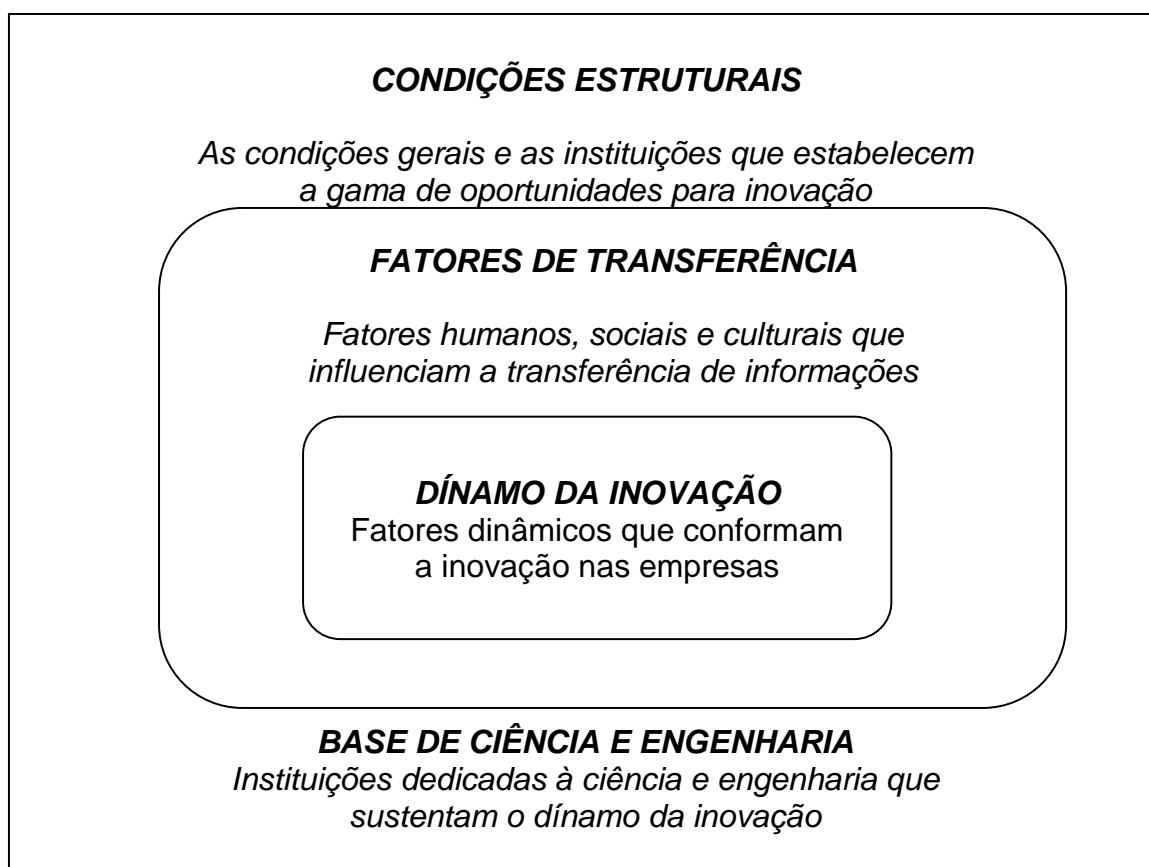 CONDIÇÕES ESTRUTURAIS
As condições gerais e as instituições que estabelecem
a gama de oportunidades para inovação
FATORES DE TRANSFERÊNCIA
Fatores humanos, sociais e culturais que
influenciam a transferência de informações
DÍNAMO DA INOVAÇÃO
Fatores dinâmicos que conformam
a inovação nas empresas
BASE DE CIÊNCIA E ENGENHARIA
Instituições dedicadas à ciência e engenharia que
sustentam o dínamo da inovação